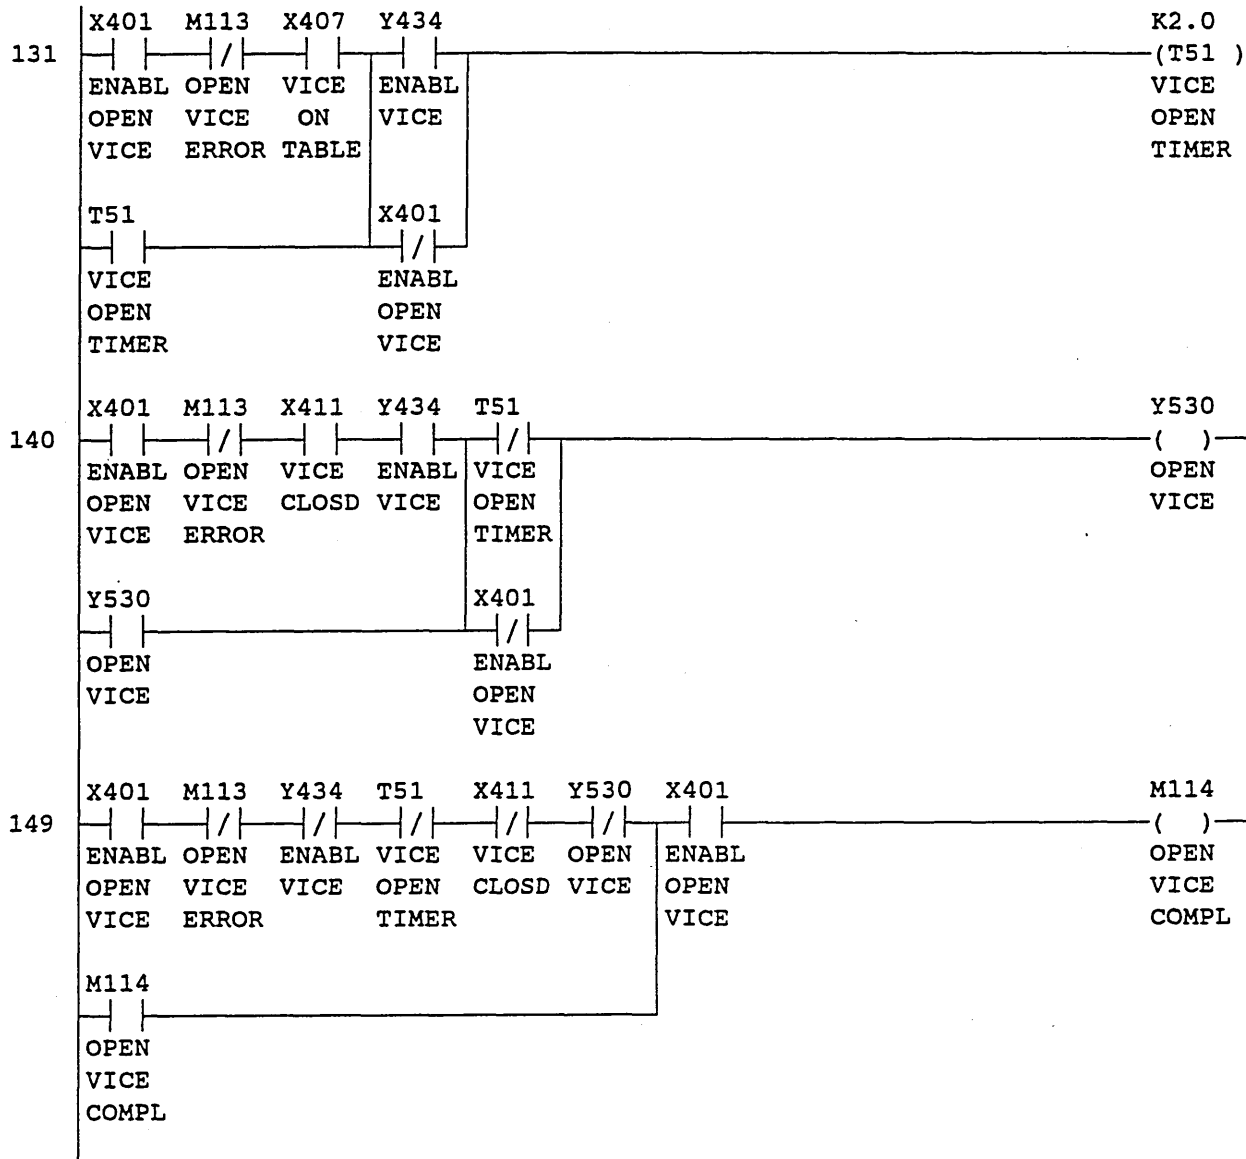 X401 M113 X407 Y434 K2.0
131 (T51 )
ENABL OPEN VICE ENABL VICE
OPEN VICE ON VICE OPEN
VICE ERROR TABLE TIMER
T51 X401
VICE ENABL
OPEN OPEN
TIMER VICE
X401 M113 X411 Y434 T51 Y530
140 ( )
ENABL OPEN VICE ENABL VICE OPEN
OPEN VICE CLOSD VICE OPEN VICE
VICE ERROR TIMER
Y530 X401
OPEN ENABL
VICE OPEN
VICE
X401 M113 Y434 T51 X411 Y530 X401 M114
149 ( )
ENABL OPEN ENABL VICE VICE OPEN ENABL OPEN
OPEN VICE VICE OPEN CLOSD VICE OPEN VICE
VICE ERROR TIMER VICE COMPL
M114
OPEN
VICE
COMPL